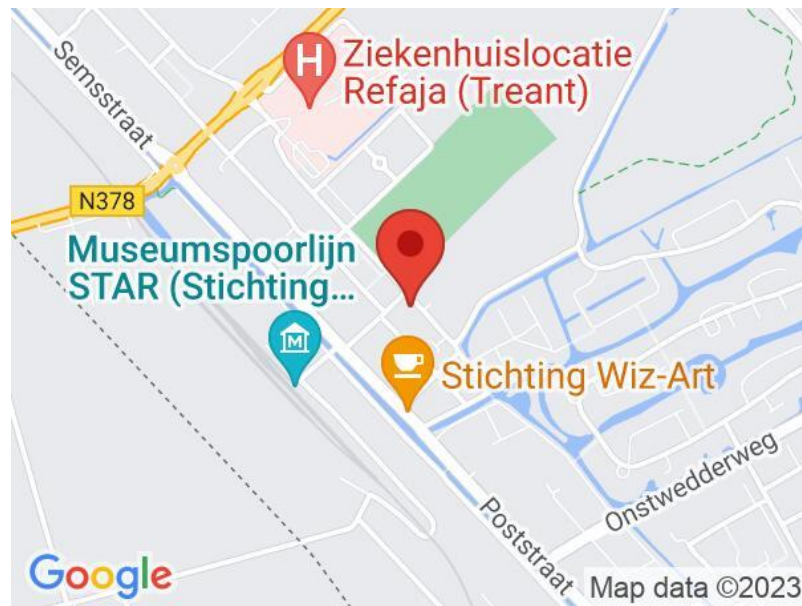 Semsstraat
H
Ziekenhuislocatie
Refaja (Treant)
N378
Museumspoorlijn
STAR (Stichting...
M
Stichting Wiz-Art
Onstwedderweg
Poststraat
Google
Map data ©2023